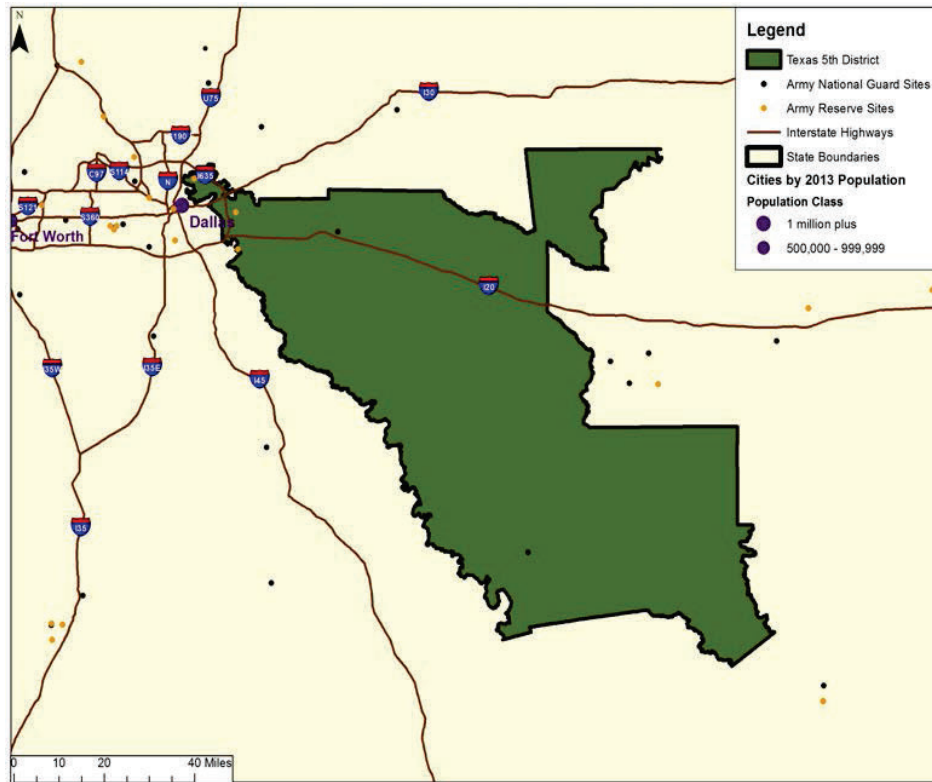 N
Legend
Texas 5th District
Army National Guard Sites
Army Reserve Sites
Interstate Highways
State Boundaries
Cities by 2013 Population
Population Class
1 million plus
500,000 - 999,999
I30
U75
I90
I635
C97
S114
N
S121
S360
Dallas
Fort Worth
I20
I35W
I35E
I45
I35
0 10 20 40 Miles